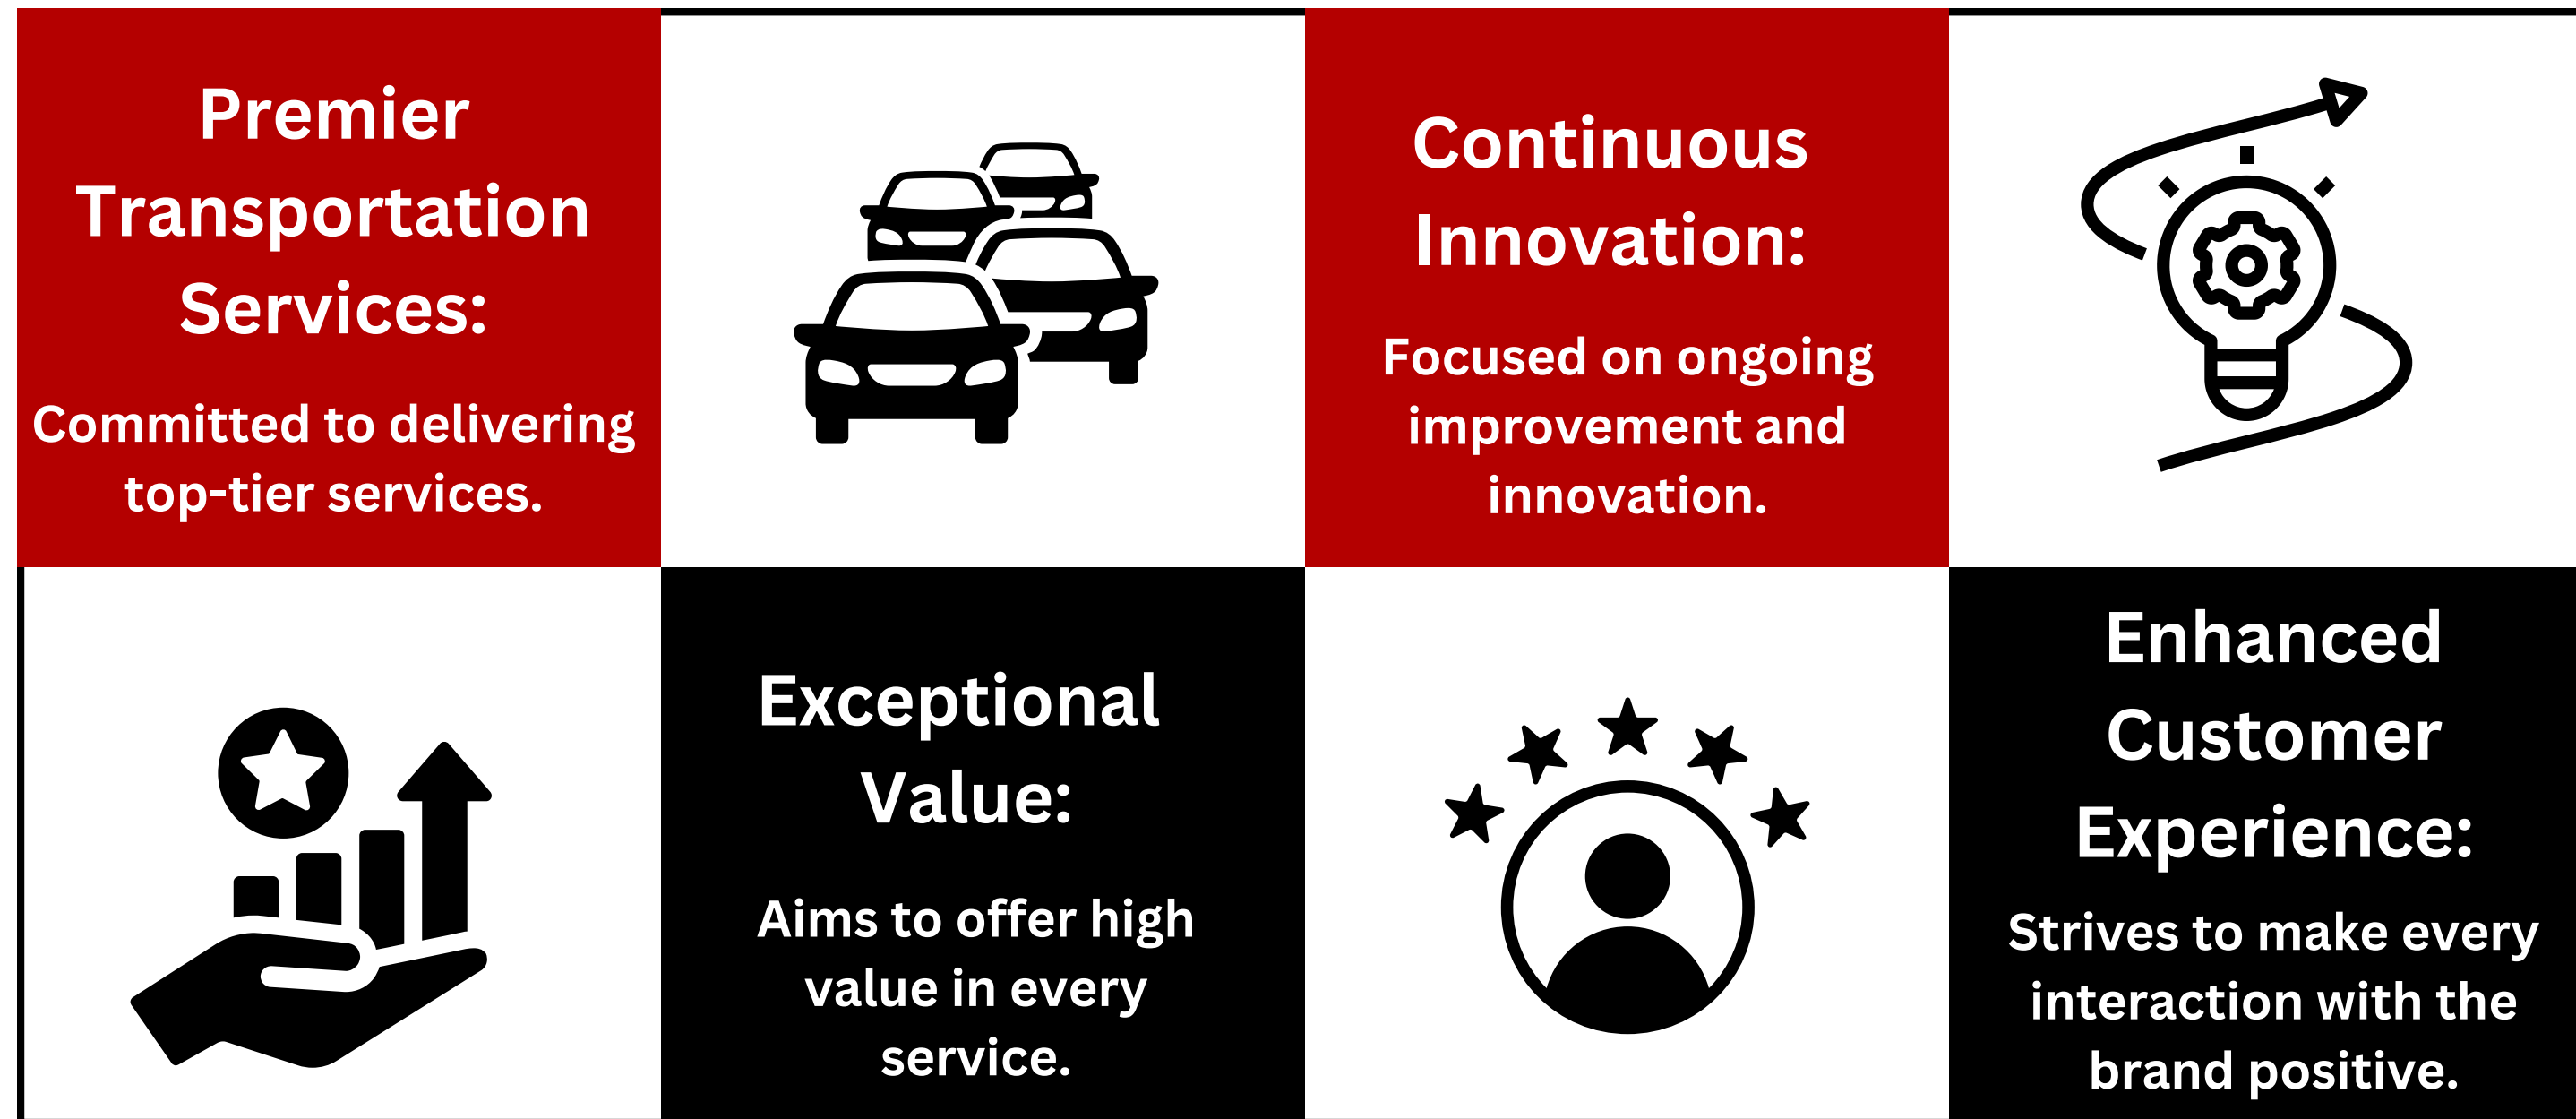 Premier
Transportation
Services:
Committed to delivering
top-tier services.
Continuous
Innovation:
Focused on ongoing
improvement and
innovation.
Exceptional
Value:
Aims to offer high
value in every
service.
Enhanced
Customer
Experience:
Strives to make every
interaction with the
brand positive.